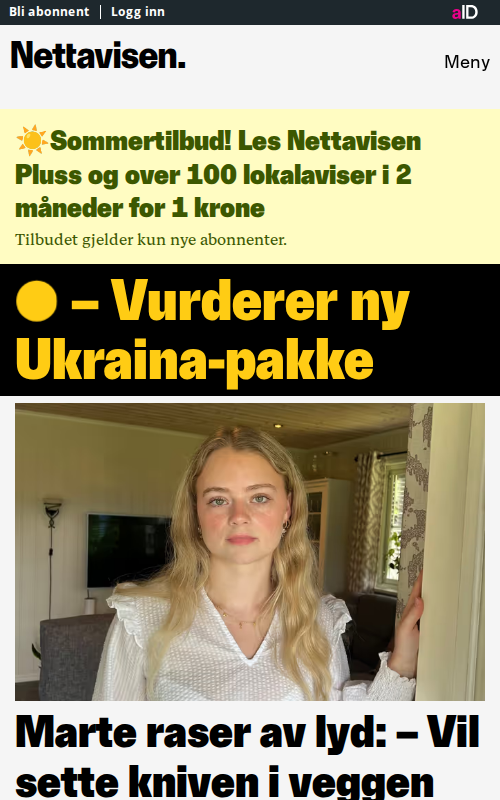 Bli abonnent | Logg inn
aID
Nettavisen.
Meny
☀️Sommertilbud! Les Nettavisen
Pluss og over 100 lokalaviser i 2
måneder for 1 krone
Tilbudet gjelder kun nye abonnenter.
– Vurderer ny
Ukraina-pakke
Marte raser av lyd: – Vil
sette kniven i veggen